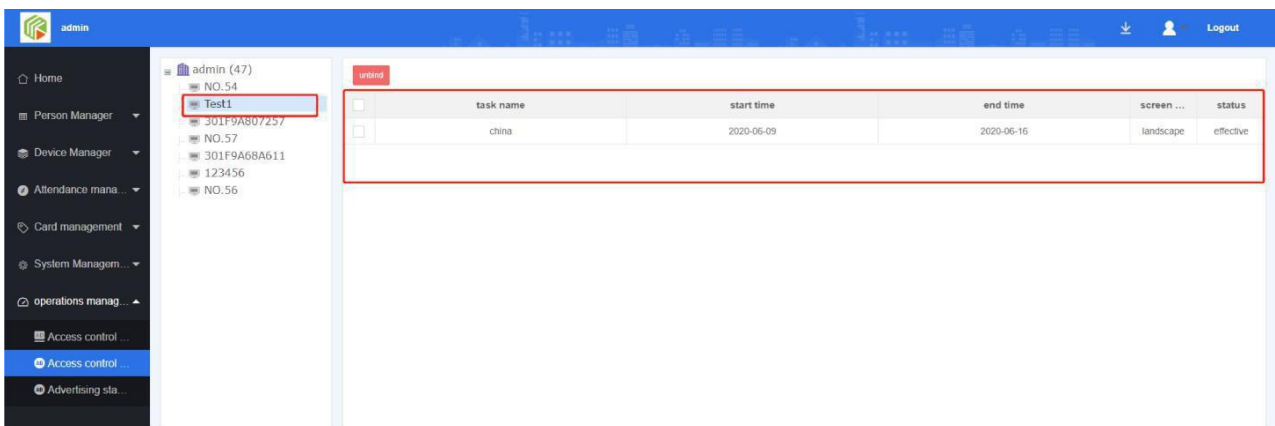 admin
Logout
Home
Person Manager
Device Manager
Attendance mana...
Card management
System Managem...
operations manag...
Access control ...
Access control ...
Advertising sta...
admin (47)
NO.54
Test1
301F9A807257
NO.57
301F9A68A611
123456
NO.56
unbind
task name start time end time screen ... status
china 2020-06-09 2020-06-16 landscape effective